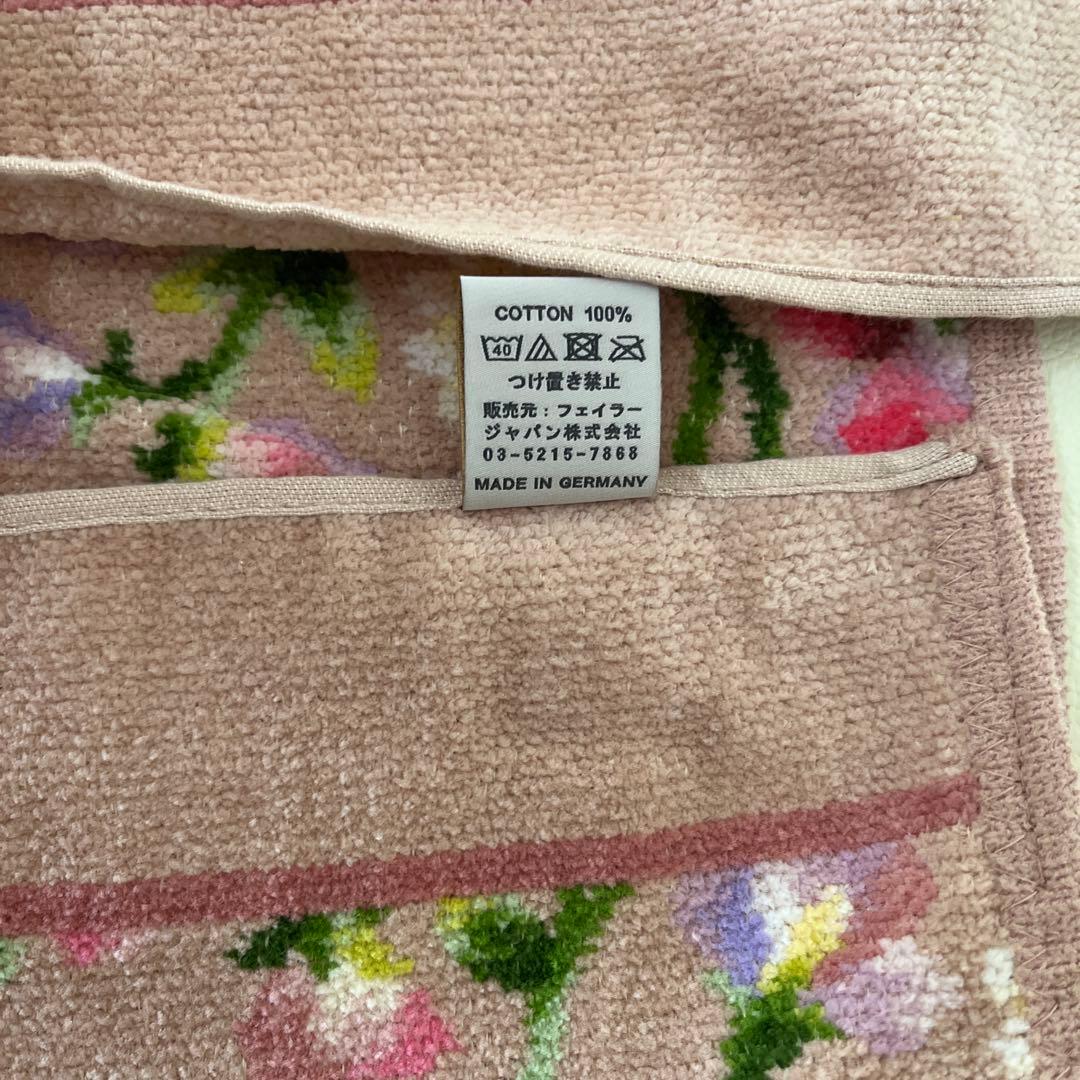 COTTON 100%
40
つけ置き禁止
販売元：フェイラー
ジャパン株式会社
03-5215-7868
MADE IN GERMANY